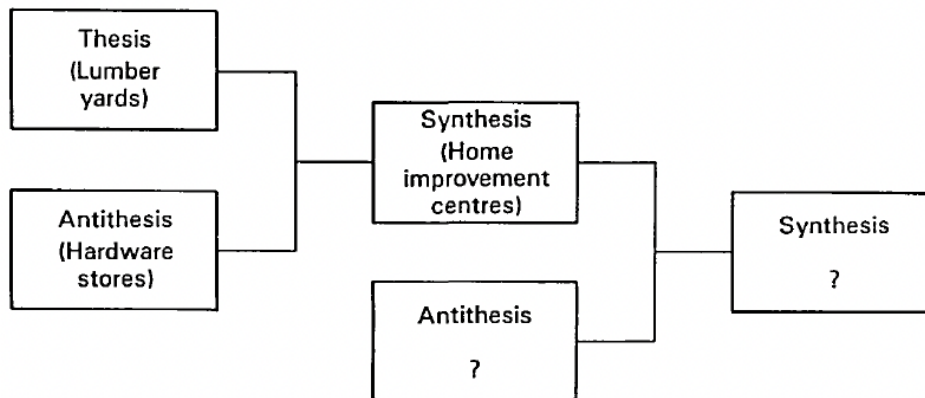 Thesis
(Lumber
yards)
Antithesis
(Hardware
stores)
Synthesis
(Home
improvement
centres)
Antithesis
?
Synthesis
?